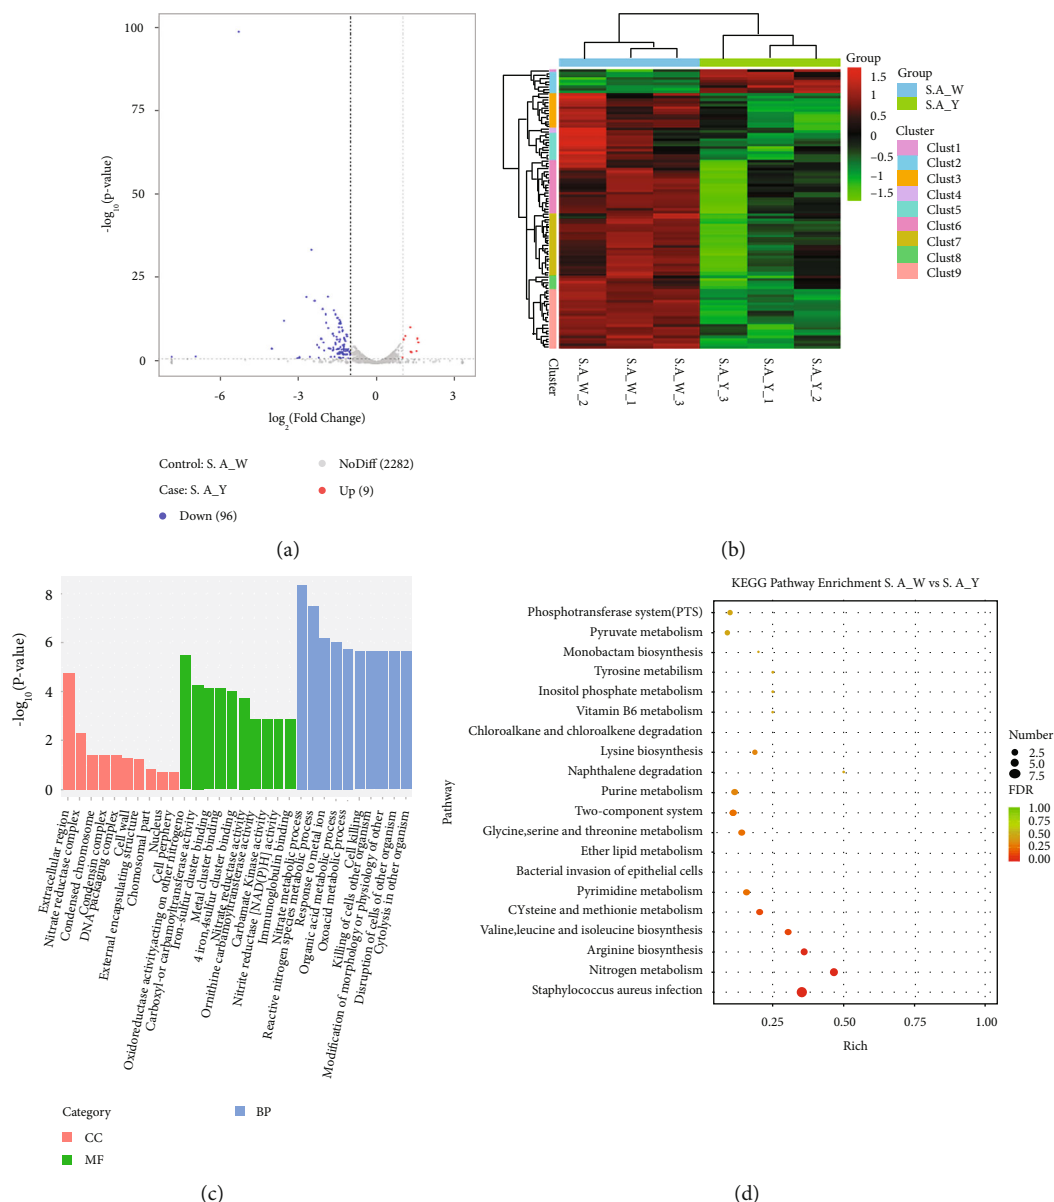 100
75
50
25
0
-log10 (p-value)
-6
-3
0
3
log2(Fold Change)
Control: S. A_W
Case: S. A_Y
Down (96)
NoDiff (2282)
Up (9)
(a)
Group
1.5
1
0.5
0
−0.5
−1
−1.5
Group
S.A_W
S.A_Y
Cluster
Clust1
Clust2
Clust3
Clust4
Clust5
Clust6
Clust7
Clust8
Clust9
Cluster
S.A_W_2
S.A_W_1
S.A_W_3
S.A_Y_3
S.A_Y_1
S.A_Y_2
(b)
8
6
4
2
0
-log10(P-value)
Extracellular region
Nitrate reductase complex
Condensed chromosome
Condensin complex
DNA packaging complex
Cell wall
External encapsulating structure
Chomosomal part
Nucleus
Cell periphery
Oxidoreductase activity,acting on other nitrogeno
Carboxyl-or carbamoyltransferase activity
Iron-sulfur cluster binding
Metal cluster binding
4 iron,4sulfur cluster binding
Nitrate reductase activity
Ornithine carbamoyltransferase activity
Carbamate Kinase activity
Nitrite reductase [NAD(P)H] activity
Immunoglobulin binding
Nitrate metabolic process
Reactive nitrogen species metabolic process
Response to metal ion
Organic acid metabolic process
Oxoacid metabolic process
Cell killing
Killing of cells other organism
Modification of morphology or physiology of other
Disruption of cells of other organism
Cytolysis in other organism
Pathway
Category
CC
MF
BP
(c)
KEGG Pathway Enrichment S. A_W vs S. A_Y
Phosphotransferase system(PTS)
Pyruvate metabolism
Monobactam biosynthesis
Tyrosine metabilism
Inositol phosphate metabolism
Vitamin B6 metabolism
Chloroalkane and chloroalkene degradation
Lysine biosynthesis
Naphthalene degradation
Purine metabolism
Two-component system
Glycine,serine and threonine metabolism
Ether lipid metabolism
Bacterial invasion of epithelial cells
Pyrimidine metabolism
CYsteine and methionie metabolism
Valine,leucine and isoleucine biosynthesis
Arginine biosynthesis
Nitrogen metabolism
Staphylococcus aureus infection
0.25
0.50
0.75
1.00
Rich
Number
2.5
5.0
7.5
FDR
1.00
0.75
0.50
0.25
0.00
(d)